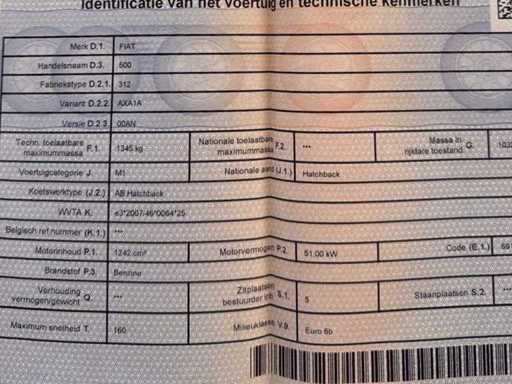 Identificatie van het voertuig en technische kenmerken
Merk D.1. FIAT
Handelsnaam D.3. 500
Fabriekstype D.2.1. 312
Variant D.2.2. AXA1A
Versie D.2.3. 00AN
Techn. toelaatbare maximummassa F.1. 1345 kg Nationale toelaatbare maximummassa F.2. *** Massa in rijklare toestand G.
Voertuigcategorie J. M1 Nationale aard (J.1.) Hatchback
Koetswerktype (J.2.) AB Hatchback
WVTA K. e3*2007/46*0064*25
Belgisch ref.nummer (K.1.) ***
Motorinhoud P.1. 1242 cm³ Motorvermogen P.2. 51.00 kW Code (E.1.)
Brandstof P.3. Benzine
Verhouding vermogen/gewicht Q. *** Zitplaatsen bestuurder inb. S.1. 5 Staanplaatsen S.2. ***
Maximum snelheid T. 160 Milieuklasse V.9. Euro 6b